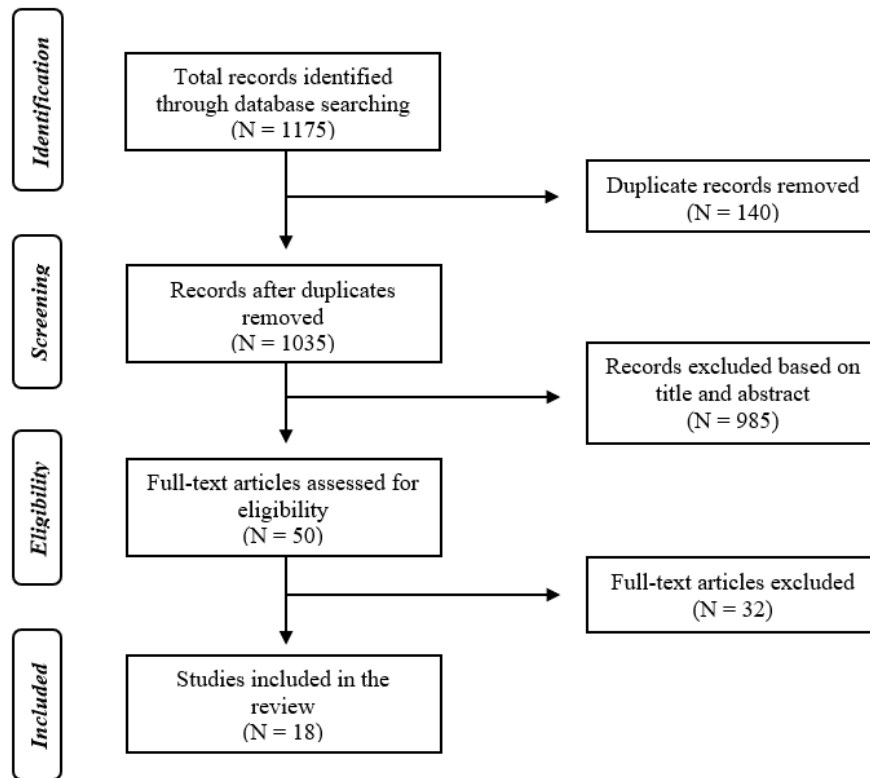 Identification
Total records identified
through database searching
(N = 1175)
Duplicate records removed
(N = 140)
Screening
Records after duplicates
removed
(N = 1035)
Records excluded based on
title and abstract
(N = 985)
Eligibility
Full-text articles assessed for
eligibility
(N = 50)
Full-text articles excluded
(N = 32)
Included
Studies included in the
review
(N = 18)